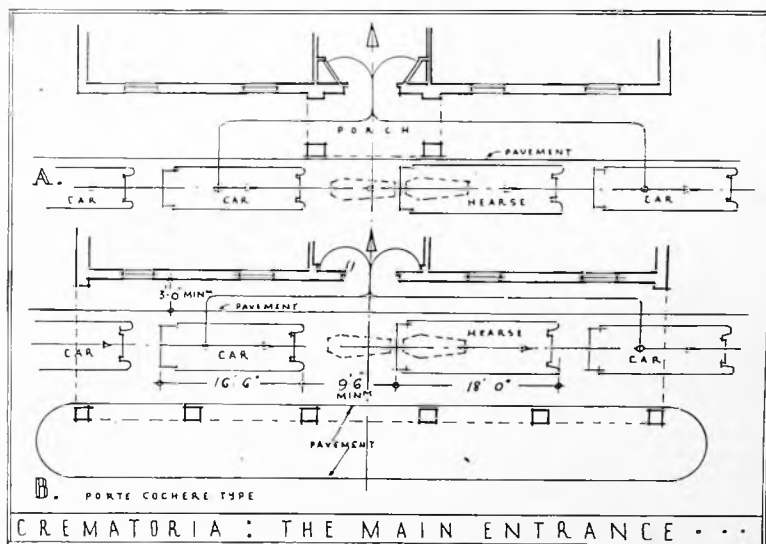 PORCH
PAVEMENT
A.
CAR CAR HEARSE CAR
3'·0" MINM
PAVEMENT
HEARSE
CAR CAR CAR
16' 6" 9' 6" 18' 0"
MINM
PAVEMENT
B. PORTE COCHERE TYPE
CREMATORIA : THE MAIN ENTRANCE ···